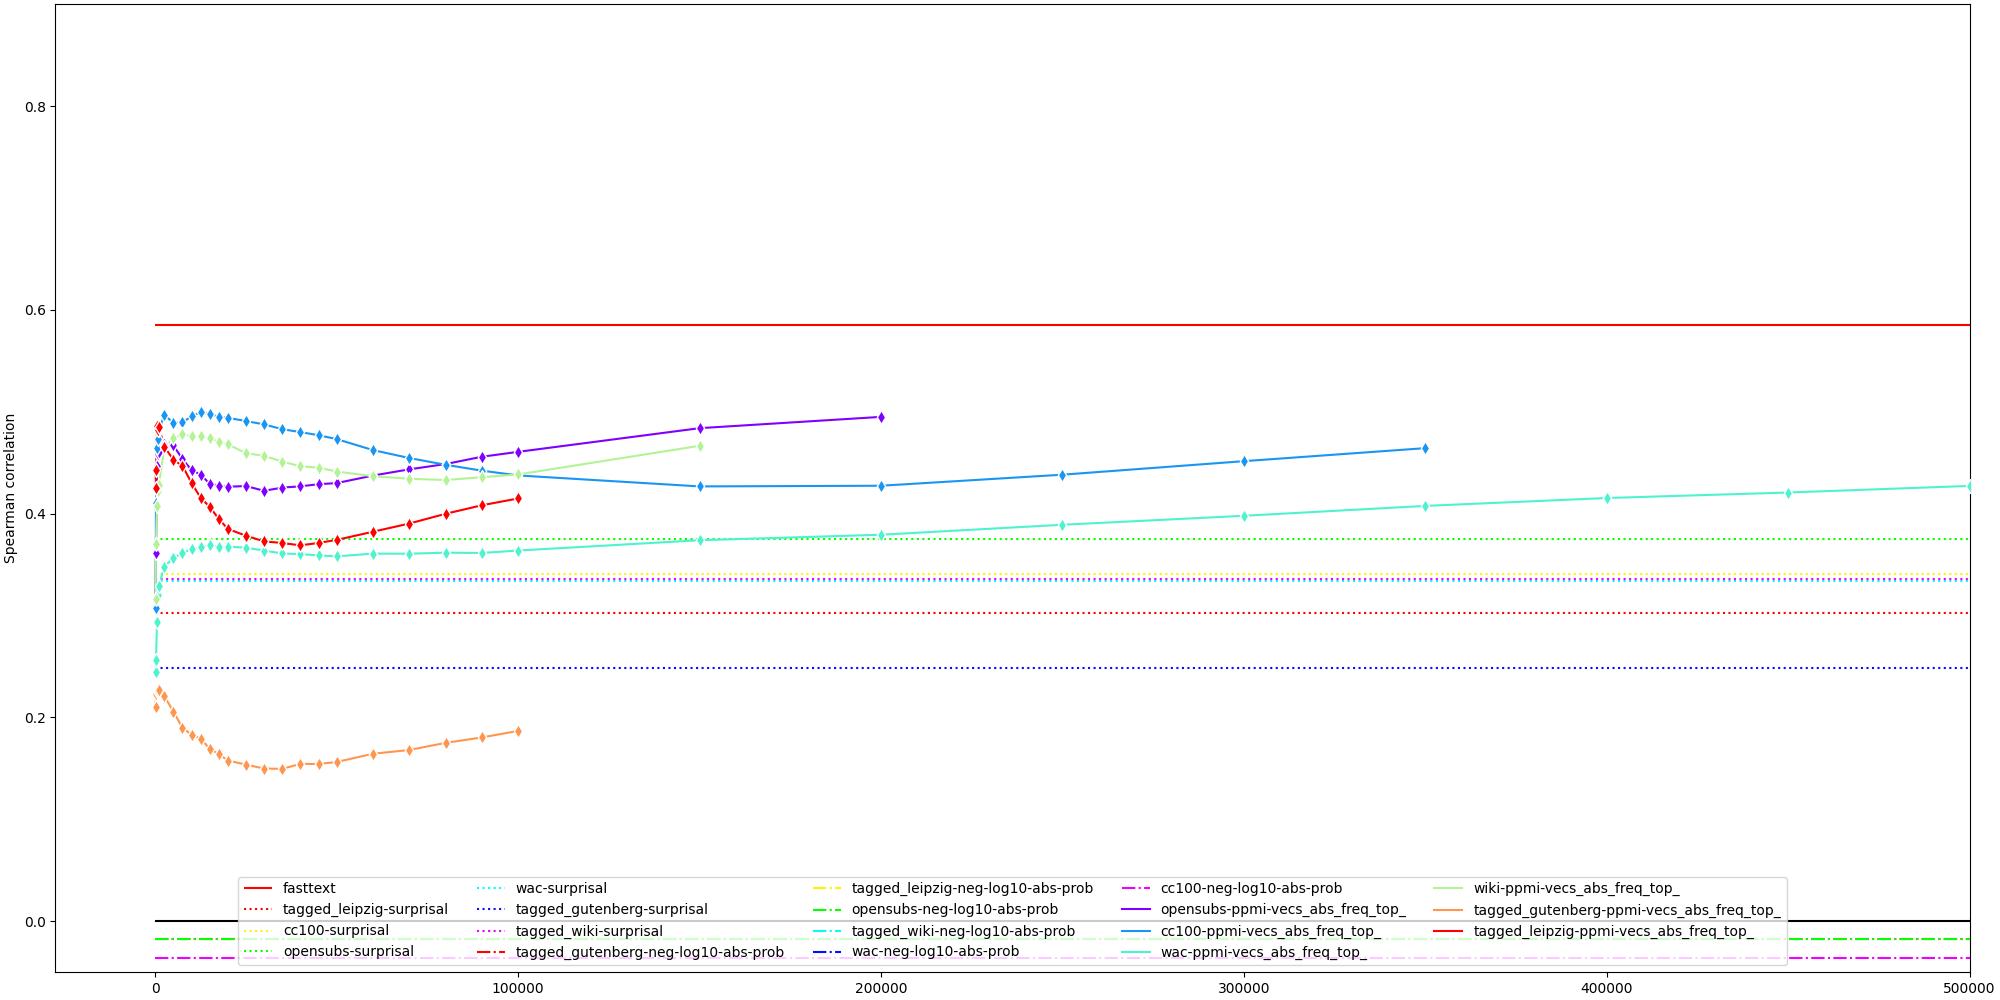 0.8
0.6
0.4
0.2
0.0
Spearman correlation
fasttext
tagged_leipzig-surprisal
cc100-surprisal
opensubs-surprisal
wac-surprisal
tagged_gutenberg-surprisal
tagged_wiki-surprisal
tagged_gutenberg-neg-log10-abs-prob
tagged_leipzig-neg-log10-abs-prob
opensubs-neg-log10-abs-prob
tagged_wiki-neg-log10-abs-prob
wac-neg-log10-abs-prob
cc100-neg-log10-abs-prob
opensubs-ppmi-vecs_abs_freq_top_
cc100-ppmi-vecs_abs_freq_top_
wac-ppmi-vecs_abs_freq_top_
wiki-ppmi-vecs_abs_freq_top_
tagged_gutenberg-ppmi-vecs_abs_freq_top_
tagged_leipzig-ppmi-vecs_abs_freq_top_
0 100000 200000 300000 400000 500000